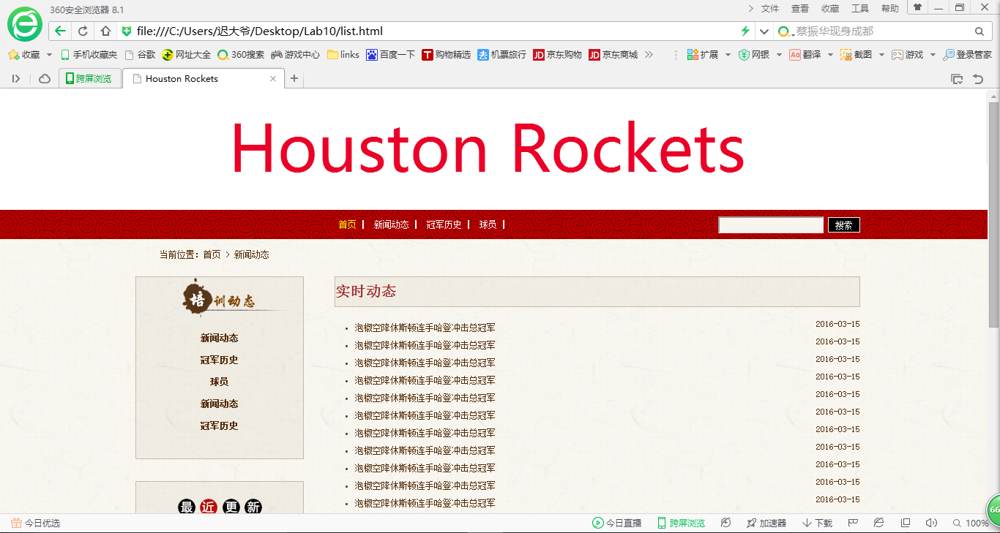 360安全浏览器 8.1
文件 查看 收藏 工具 帮助
file:///C:/Users/迟大爷/Desktop/Lab10/list.html
蔡振华现身成都
收藏 手机收藏夹 谷歌 网址大全 360搜索 游戏中心 links 百度一下 购物精选 机票旅行 京东购物 京东商城 扩展 网银 翻译 截图 游戏 登录管家
跨屏浏览 Houston Rockets
Houston Rockets
首页 新闻动态 冠军历史 球员 搜索
当前位置：首页 > 新闻动态
培训动态
新闻动态
冠军历史
球员
新闻动态
冠军历史
最近更新
实时动态
泡椒空降休斯顿连手哈登冲击总冠军 2016-03-15
泡椒空降休斯顿连手哈登冲击总冠军 2016-03-15
泡椒空降休斯顿连手哈登冲击总冠军 2016-03-15
泡椒空降休斯顿连手哈登冲击总冠军 2016-03-15
泡椒空降休斯顿连手哈登冲击总冠军 2016-03-15
泡椒空降休斯顿连手哈登冲击总冠军 2016-03-15
泡椒空降休斯顿连手哈登冲击总冠军 2016-03-15
泡椒空降休斯顿连手哈登冲击总冠军 2016-03-15
泡椒空降休斯顿连手哈登冲击总冠军 2016-03-15
泡椒空降休斯顿连手哈登冲击总冠军 2016-03-15
泡椒空降休斯顿连手哈登冲击总冠军 2016-03-15
66
今日优选 今日直播 跨屏浏览 加速器 下载 100%